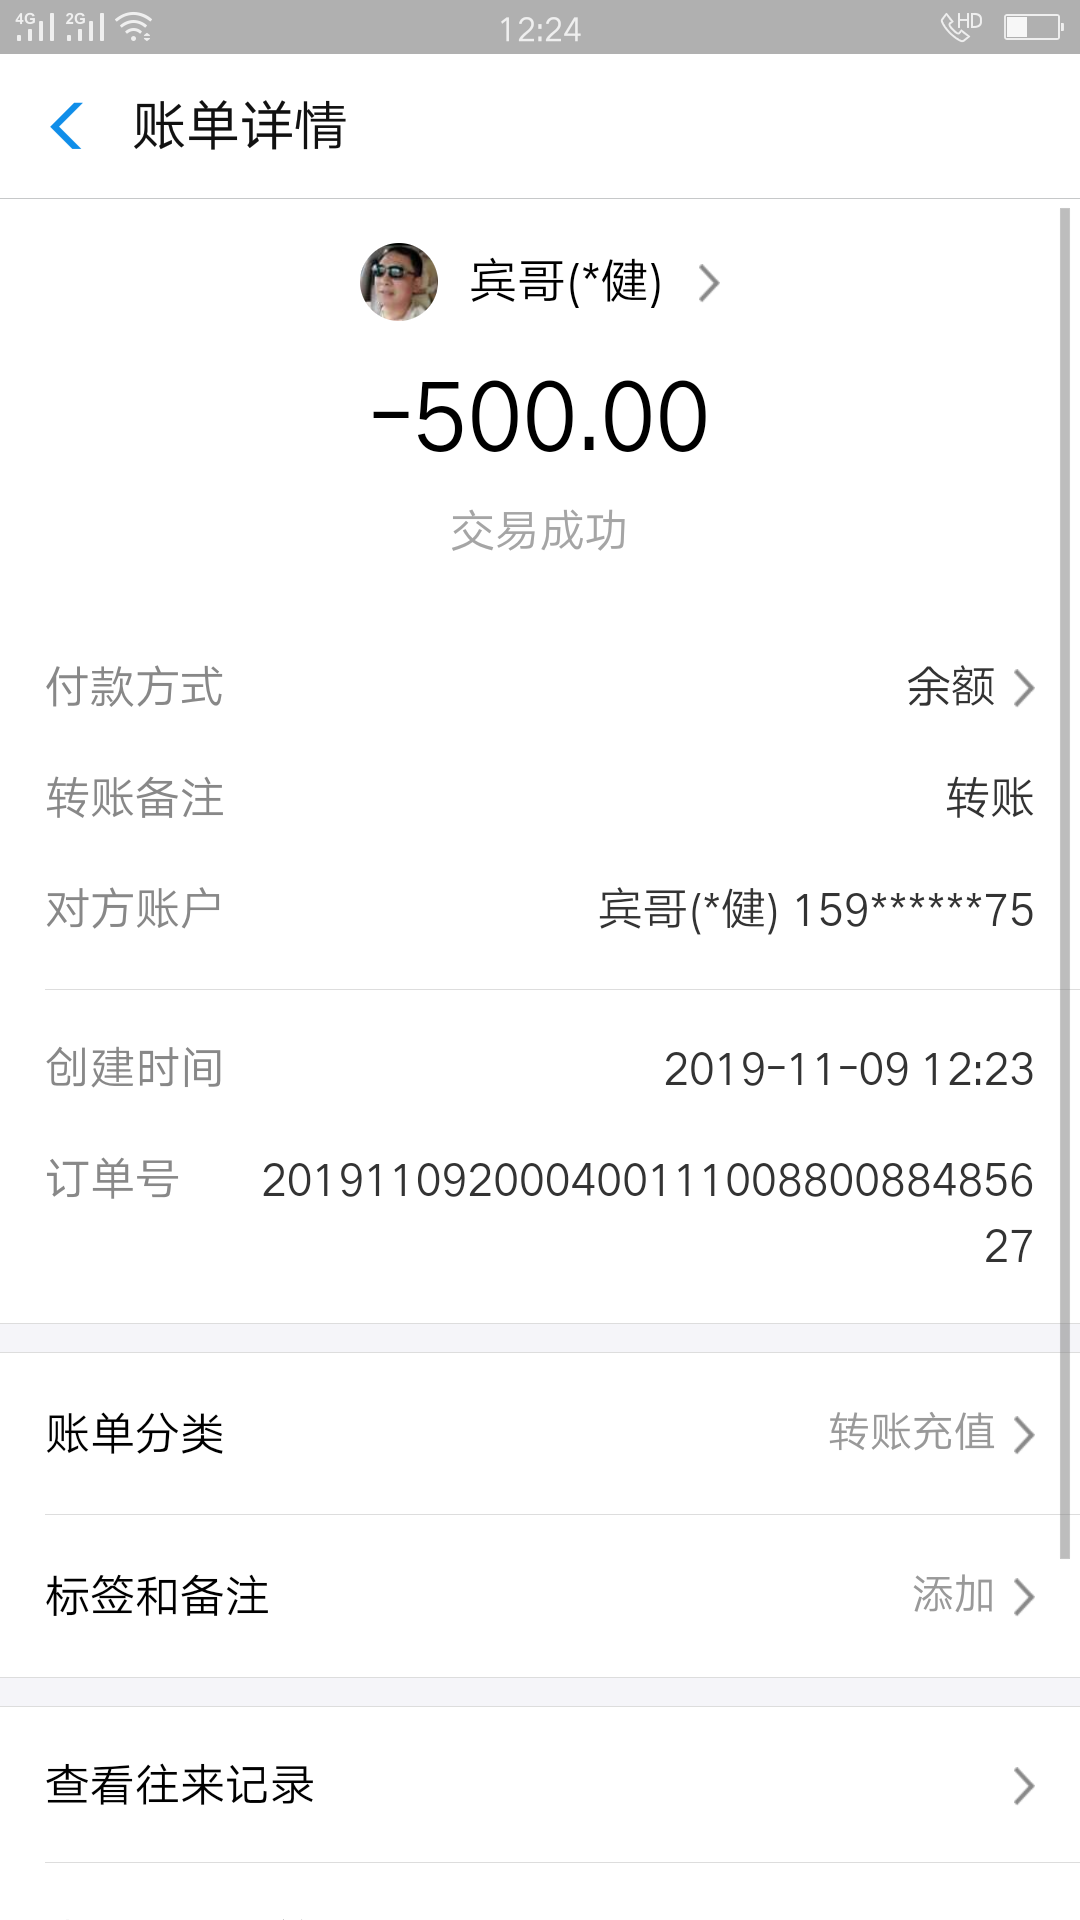 4G 2G 12:24 HD
账单详情
宾哥(*健)
-500.00
交易成功
付款方式 余额
转账备注 转账
对方账户 宾哥(*健) 159******75
创建时间 2019-11-09 12:23
订单号 201911092000400111008800884856
27
账单分类 转账充值
标签和备注 添加
查看往来记录